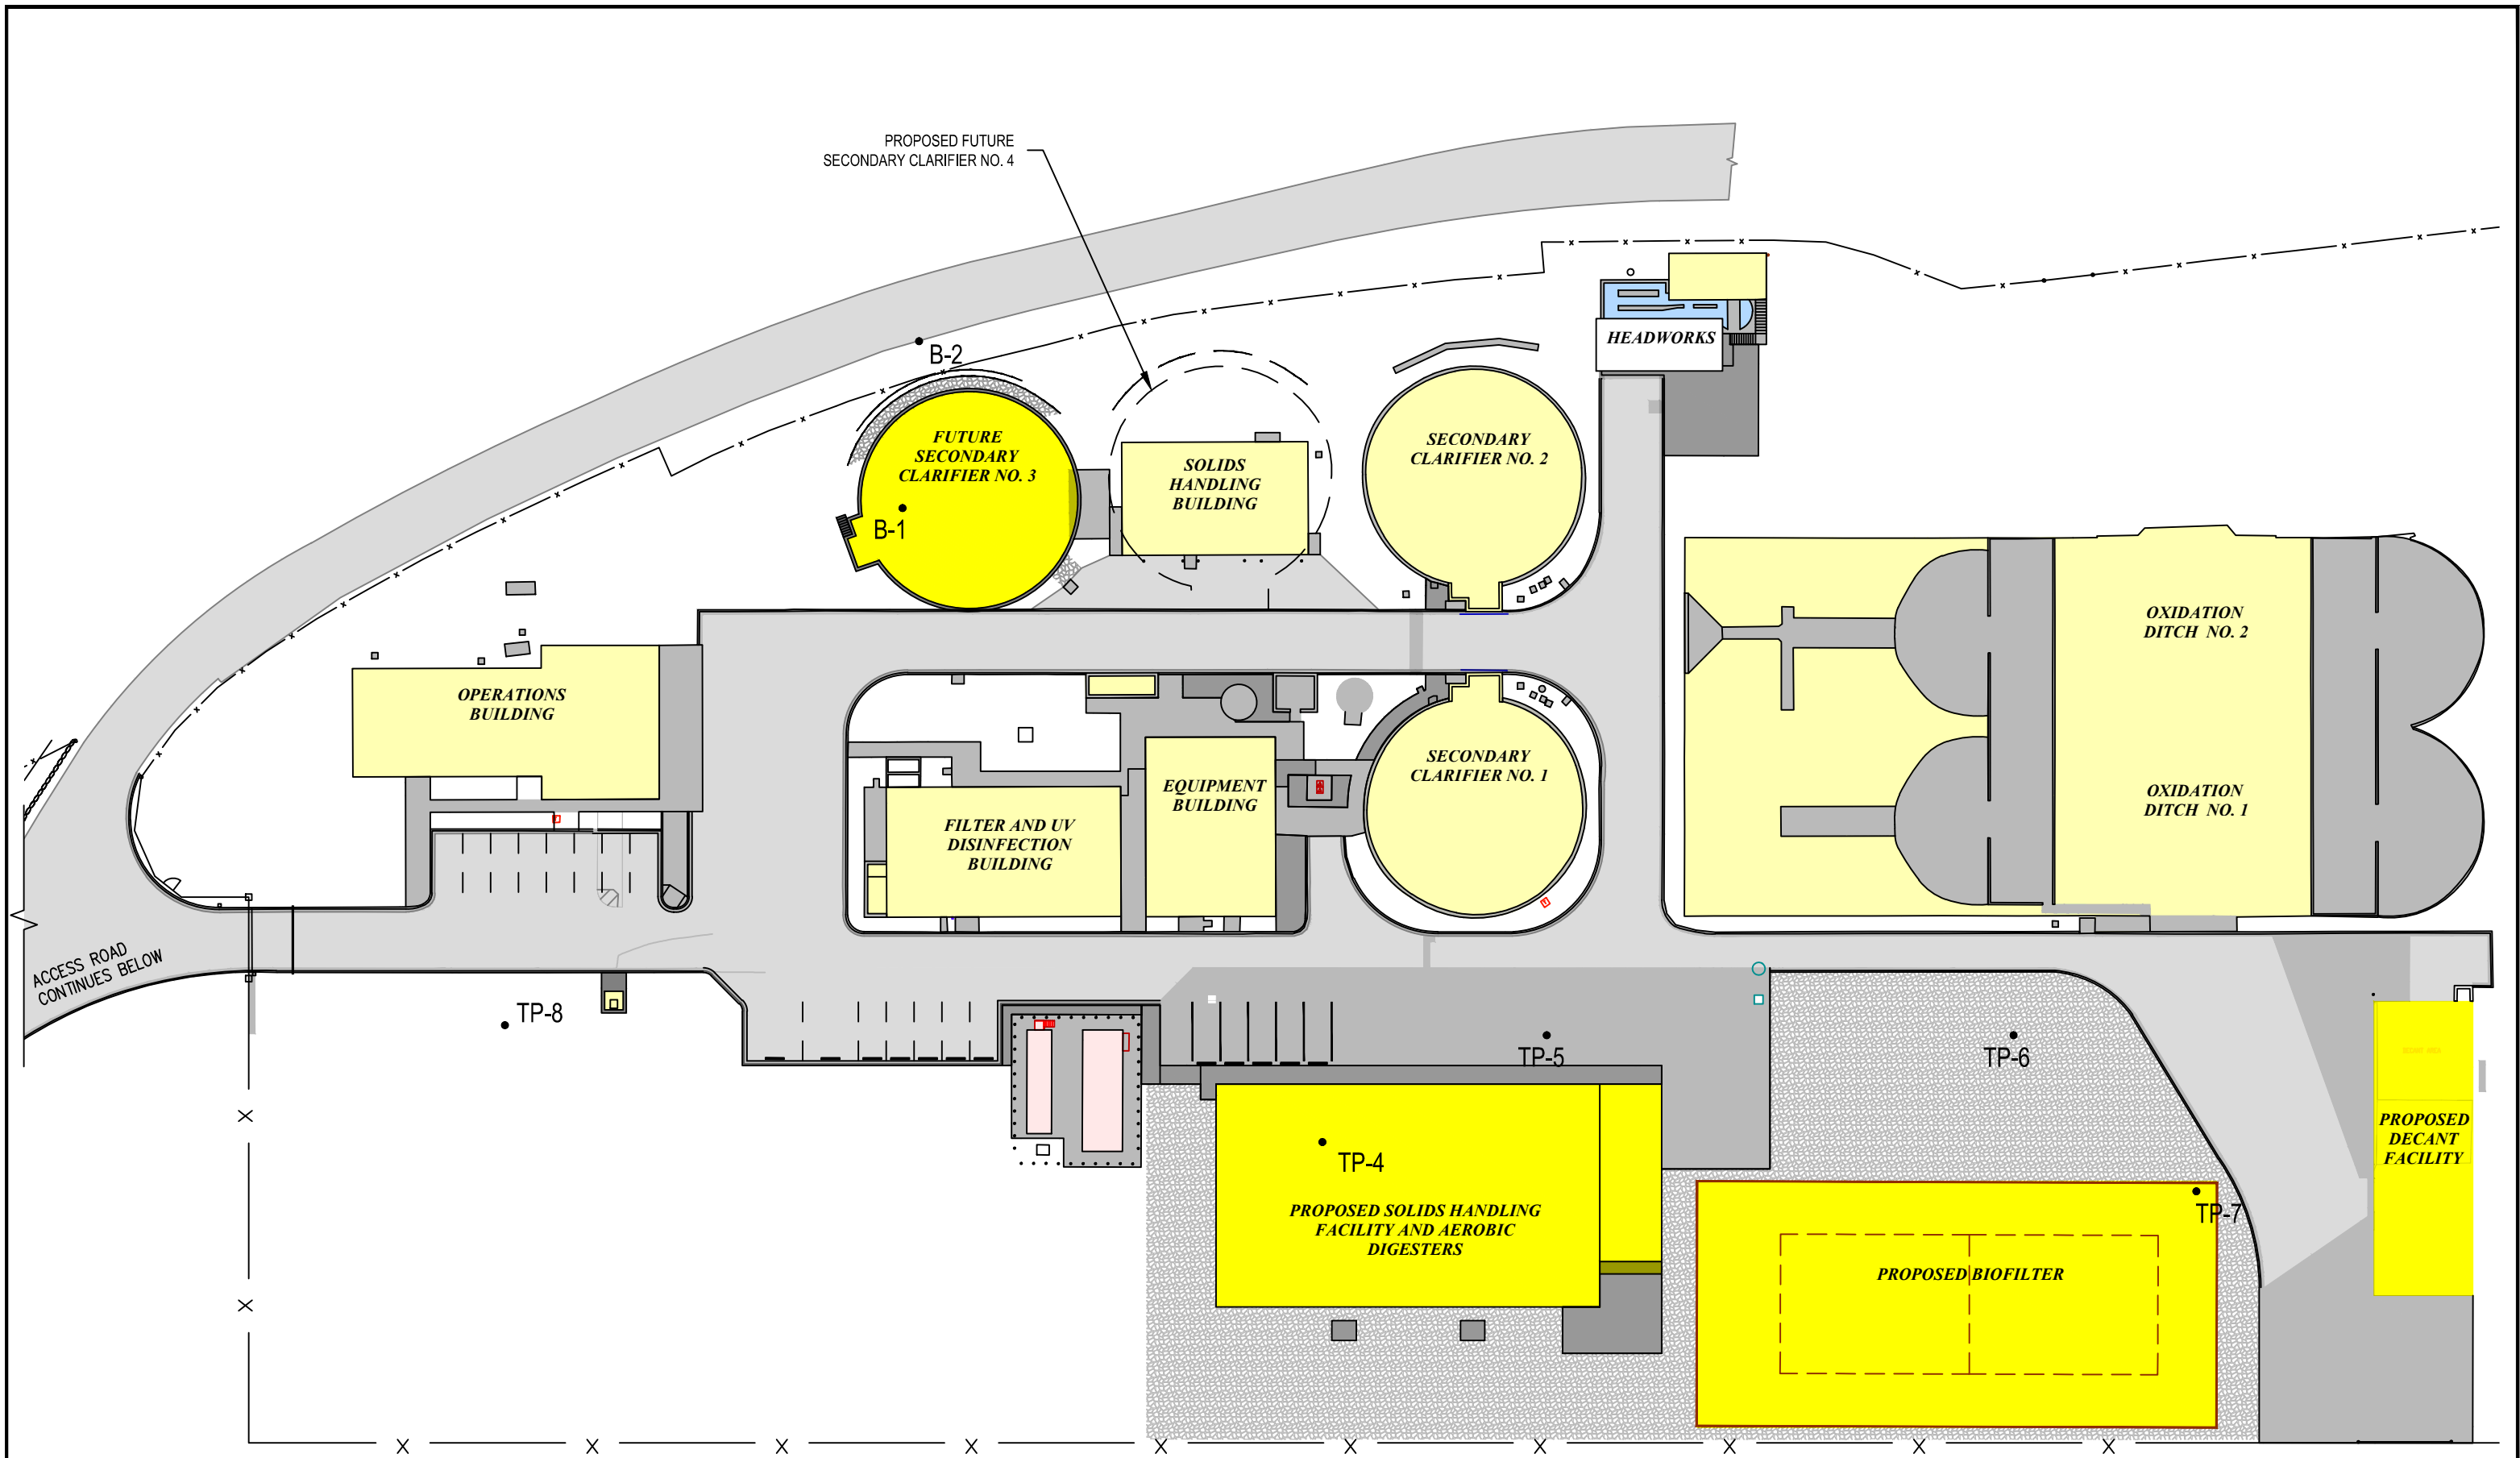 PROPOSED FUTURE
SECONDARY CLARIFIER NO. 4
HEADWORKS
B-2
FUTURE
SECONDARY
CLARIFIER NO. 3
B-1
SOLIDS
HANDLING
BUILDING
SECONDARY
CLARIFIER NO. 2
OXIDATION
DITCH NO. 2
OPERATIONS
BUILDING
SECONDARY
CLARIFIER NO. 1
EQUIPMENT
BUILDING
OXIDATION
DITCH NO. 1
FILTER AND UV
DISINFECTION
BUILDING
ACCESS ROAD
CONTINUES BELOW
TP-8
TP-5
TP-6
PROPOSED
DECANT
FACILITY
TP-4
TP-7
PROPOSED SOLIDS HANDLING
FACILITY AND AEROBIC
DIGESTERS
PROPOSED BIOFILTER